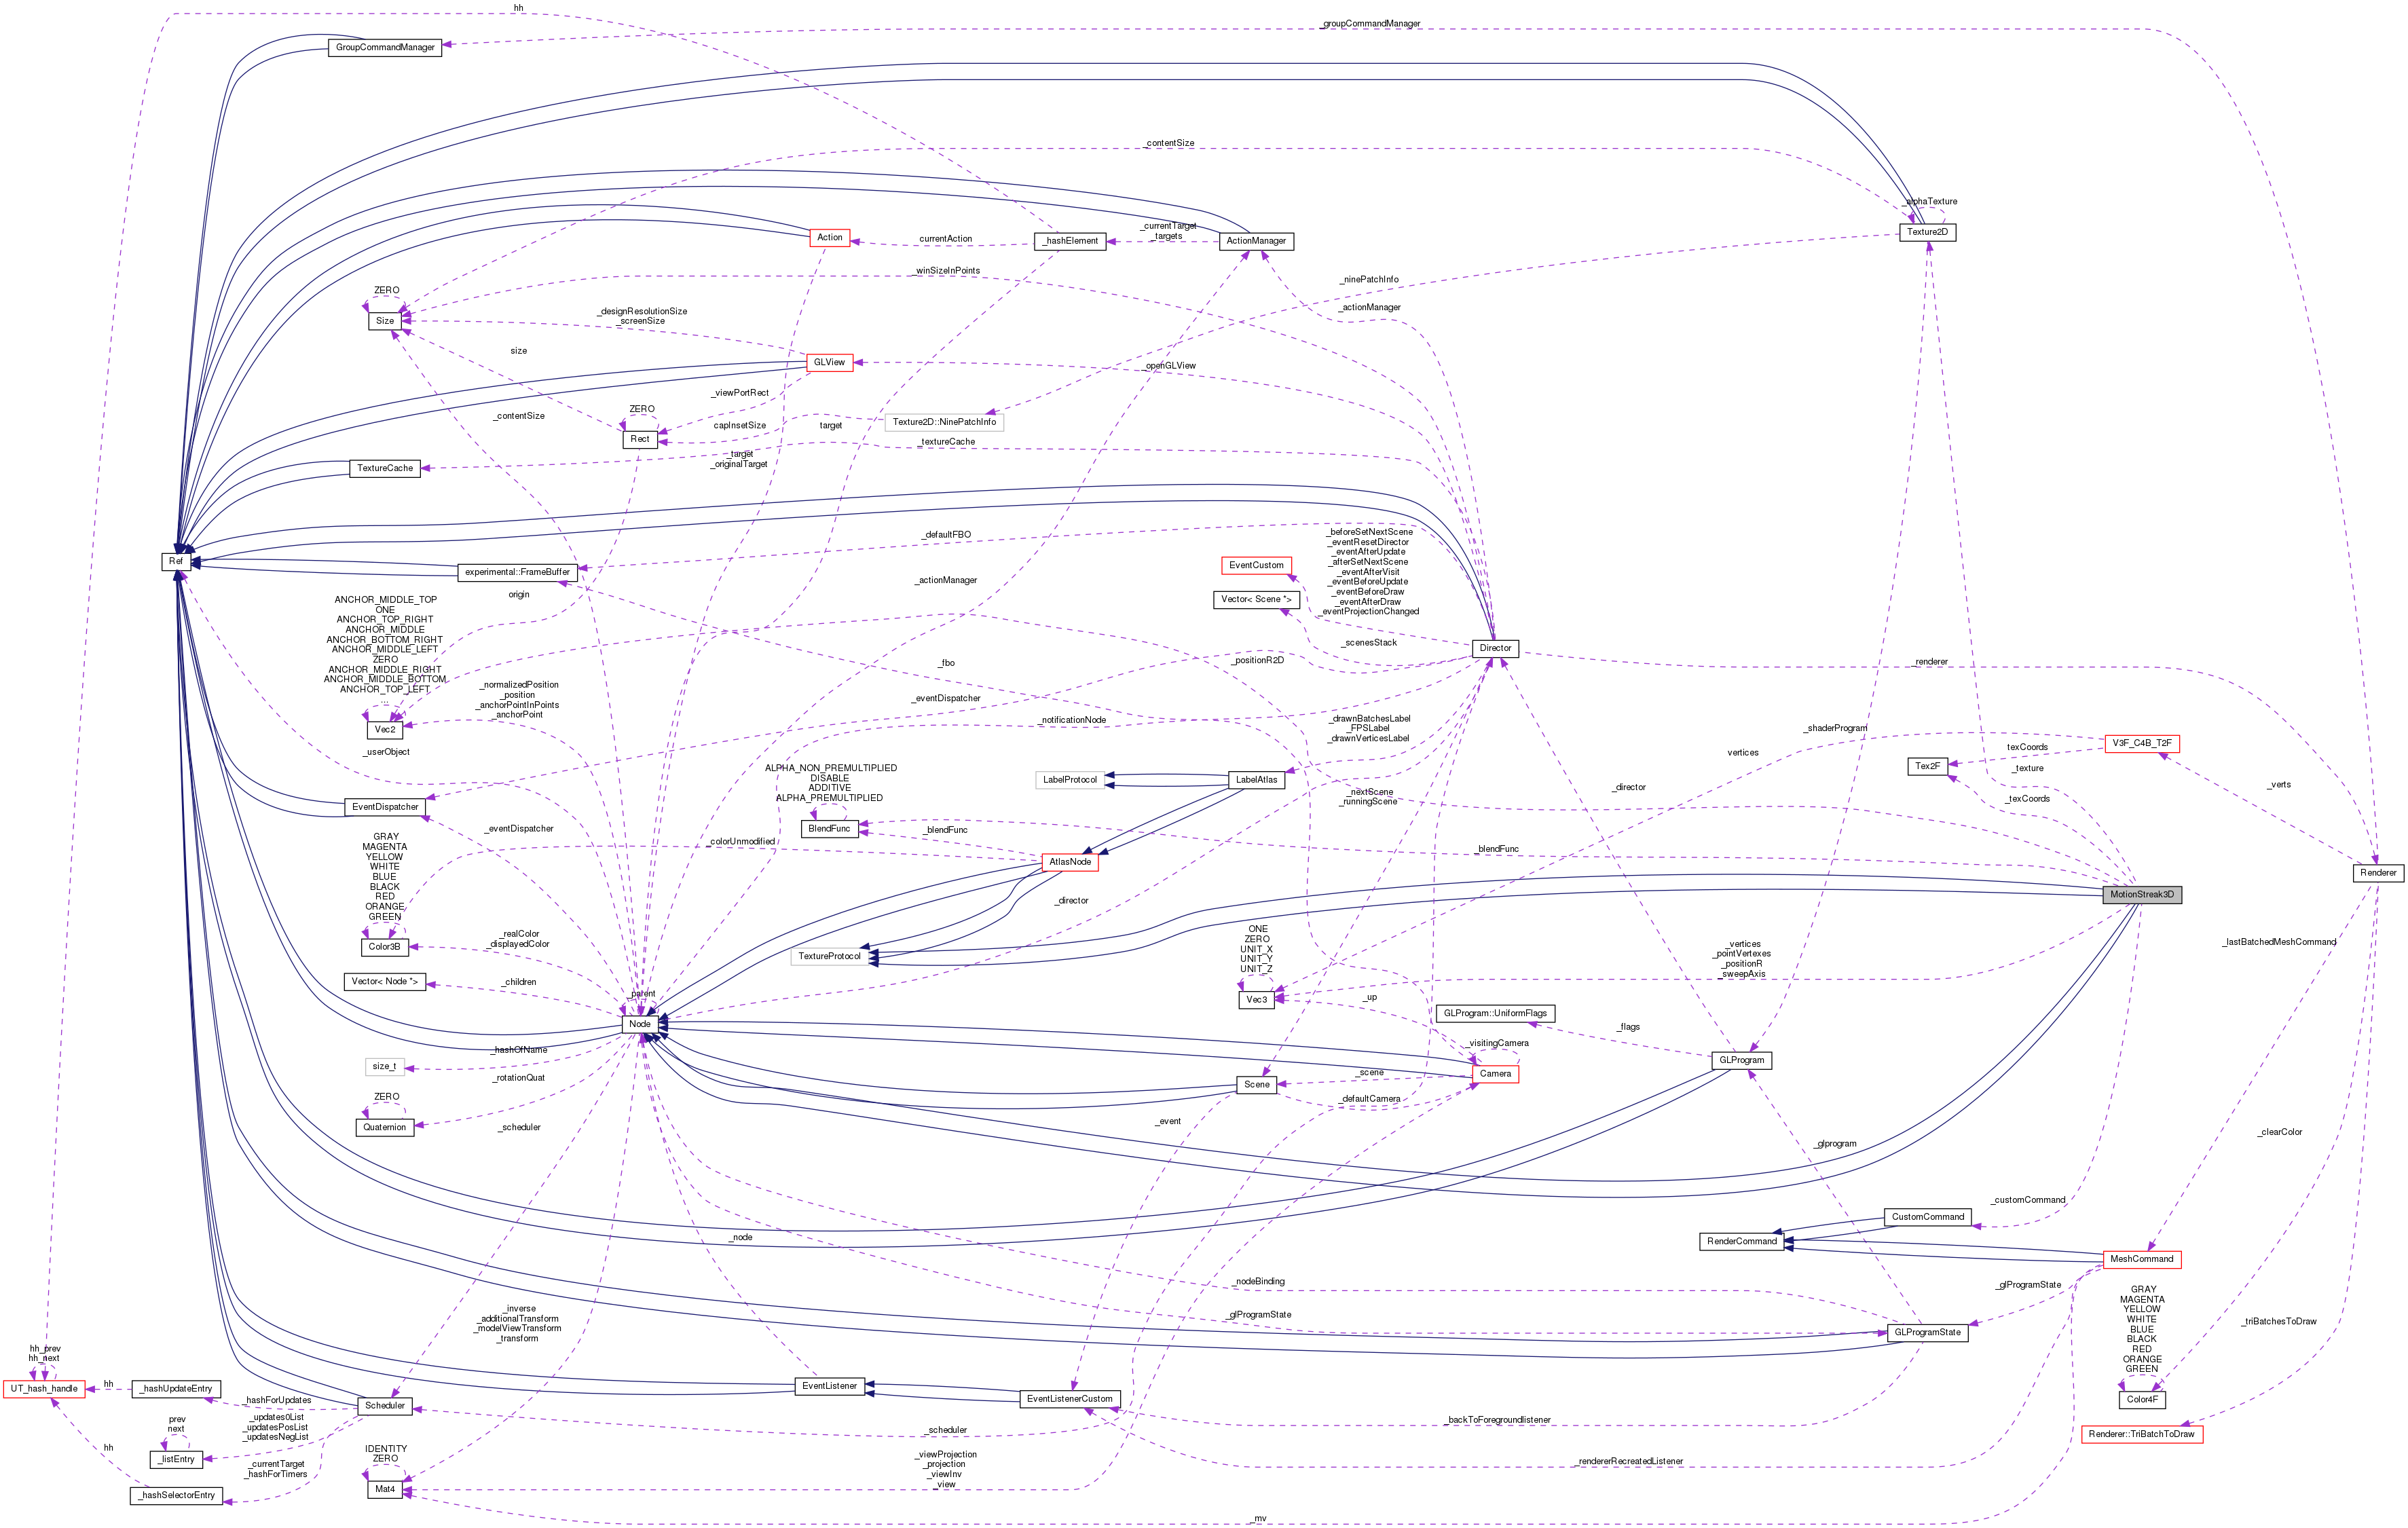 hh
_groupCommandManager
GroupCommandManager
_contentSize
_alphaTexture
Texture2D
_currentTarget
_targets
Action
currentAction
_hashElement
ActionManager
_winSizeInPoints
_ninePatchInfo
ZERO
Size
_designResolutionSize
_screenSize
_actionManager
size
GLView
_openGLView
_viewPortRect
_contentSize
ZERO
Rect
capInsetSize
target
Texture2D::NinePatchInfo
_textureCache
_target
_originalTarget
TextureCache
_defaultFBO
_beforeSetNextScene
_eventResetDirector
_eventAfterUpdate
_afterSetNextScene
_eventAfterVisit
_eventBeforeUpdate
_eventBeforeDraw
_eventAfterDraw
_eventProjectionChanged
Ref
experimental::FrameBuffer
EventCustom
_actionManager
origin
Vector< Scene *>
ANCHOR_MIDDLE_TOP
ONE
ANCHOR_TOP_RIGHT
ANCHOR_MIDDLE
ANCHOR_BOTTOM_RIGHT
ANCHOR_MIDDLE_LEFT
ZERO
ANCHOR_MIDDLE_RIGHT
ANCHOR_MIDDLE_BOTTOM
ANCHOR_TOP_LEFT
...
_scenesStack
Director
_fbo
_positionR2D
_renderer
_normalizedPosition
_position
_anchorPointInPoints
_anchorPoint
Vec2
_eventDispatcher
_notificationNode
_drawnBatchesLabel
_FPSLabel
_drawnVerticesLabel
_shaderProgram
V3F_C4B_T2F
_userObject
vertices
texCoords
Tex2F
_texture
ALPHA_NON_PREMULTIPLIED
DISABLE
ADDITIVE
ALPHA_PREMULTIPLIED
LabelProtocol
LabelAtlas
_director
_verts
_nextScene
_runningScene
_texCoords
EventDispatcher
_eventDispatcher
BlendFunc
_blendFunc
GRAY
MAGENTA
YELLOW
WHITE
BLUE
BLACK
RED
ORANGE
GREEN
_colorUnmodified
_blendFunc
AtlasNode
Renderer
MotionStreak3D
_director
_realColor
_displayedColor
Color3B
ONE
ZERO
UNIT_X
UNIT_Y
UNIT_Z
_vertices
_pointVertexes
_positionR
_sweepAxis
_lastBatchedMeshCommand
TextureProtocol
Vector< Node *>
_children
_parent
Vec3
_up
GLProgram::UniformFlags
_flags
Node
_hashOfName
_visitingCamera
size_t
_rotationQuat
GLProgram
_scene
Camera
Scene
ZERO
Quaternion
_defaultCamera
_scheduler
_event
_glprogram
_clearColor
_customCommand
CustomCommand
_node
RenderCommand
MeshCommand
_nodeBinding
_glProgramState
GRAY
MAGENTA
YELLOW
WHITE
BLUE
BLACK
RED
ORANGE
GREEN
_inverse
_additionalTransform
_modelViewTransform
_transform
_glProgramState
_triBatchesToDraw
GLProgramState
hh_prev
hh_next
UT_hash_handle
hh
_hashUpdateEntry
EventListener
EventListenerCustom
Color4F
_hashForUpdates
Scheduler
_updates0List
_updatesPosList
_updatesNegList
prev
next
_backToForegroundlistener
_scheduler
Renderer::TriBatchToDraw
hh
_listEntry
IDENTITY
ZERO
_viewProjection
_projection
_viewInv
_view
_rendererRecreatedListener
_currentTarget
_hashForTimers
_hashSelectorEntry
Mat4
_mv